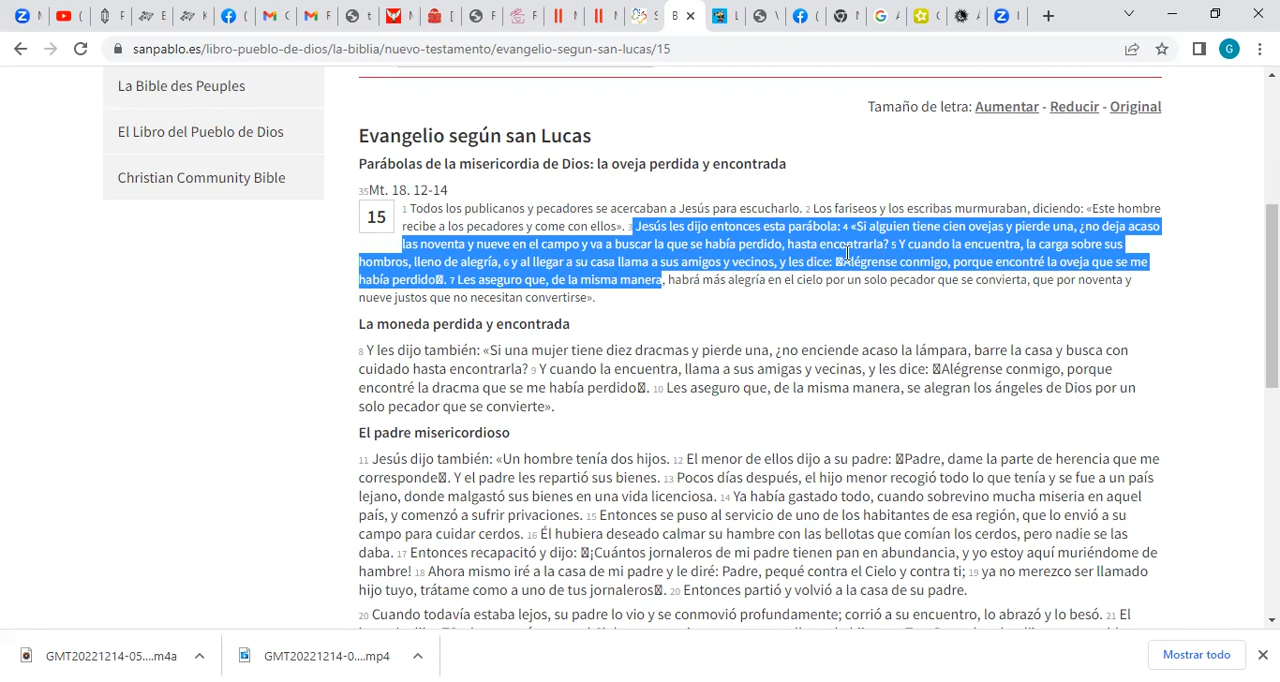 sanpablo.es/libro-pueblo-de-dios/la-biblia/nuevo-testamento/evangelio-segun-san-lucas/15
La Bible des Peuples
El Libro del Pueblo de Dios
Christian Community Bible
Tamaño de letra: Aumentar - Reducir - Original
Evangelio según san Lucas
Parábolas de la misericordia de Dios: la oveja perdida y encontrada
35Mt. 18. 12-14
15
1 Todos los publicanos y pecadores se acercaban a Jesús para escucharlo. 2 Los fariseos y los escribas murmuraban, diciendo: «Este hombre
recibe a los pecadores y come con ellos». 3 Jesús les dijo entonces esta parábola: 4 «Si alguien tiene cien ovejas y pierde una, ¿no deja acaso
las noventa y nueve en el campo y va a buscar la que se había perdido, hasta encontrarla? 5 Y cuando la encuentra, la carga sobre sus
hombros, lleno de alegría, 6 y al llegar a su casa llama a sus amigos y vecinos, y les dice: Alégrense conmigo, porque encontré la oveja que se me
había perdido. 7 Les aseguro que, de la misma manera, habrá más alegría en el cielo por un solo pecador que se convierta, que por noventa y
nueve justos que no necesitan convertirse».
La moneda perdida y encontrada
8 Y les dijo también: «Si una mujer tiene diez dracmas y pierde una, ¿no enciende acaso la lámpara, barre la casa y busca con
cuidado hasta encontrarla? 9 Y cuando la encuentra, llama a sus amigas y vecinas, y les dice: Alégrense conmigo, porque
encontré la dracma que se me había perdido. 10 Les aseguro que, de la misma manera, se alegran los ángeles de Dios por un
solo pecador que se convierte».
El padre misericordioso
11 Jesús dijo también: «Un hombre tenía dos hijos. 12 El menor de ellos dijo a su padre: Padre, dame la parte de herencia que me
corresponde. Y el padre les repartió sus bienes. 13 Pocos días después, el hijo menor recogió todo lo que tenía y se fue a un país
lejano, donde malgastó sus bienes en una vida licenciosa. 14 Ya había gastado todo, cuando sobrevino mucha miseria en aquel
país, y comenzó a sufrir privaciones. 15 Entonces se puso al servicio de uno de los habitantes de esa región, que lo envió a su
campo para cuidar cerdos. 16 Él hubiera deseado calmar su hambre con las bellotas que comían los cerdos, pero nadie se las
daba. 17 Entonces recapacitó y dijo: ¡Cuántos jornaleros de mi padre tienen pan en abundancia, y yo estoy aquí muriéndome de
hambre! 18 Ahora mismo iré a la casa de mi padre y le diré: Padre, pequé contra el Cielo y contra ti; 19 ya no merezco ser llamado
hijo tuyo, trátame como a uno de tus jornaleros. 20 Entonces partió y volvió a la casa de su padre.
20 Cuando todavía estaba lejos, su padre lo vio y se conmovió profundamente; corrió a su encuentro, lo abrazó y lo besó. 21 El
GMT20221214-05....m4a
GMT20221214-0....mp4
Mostrar todo